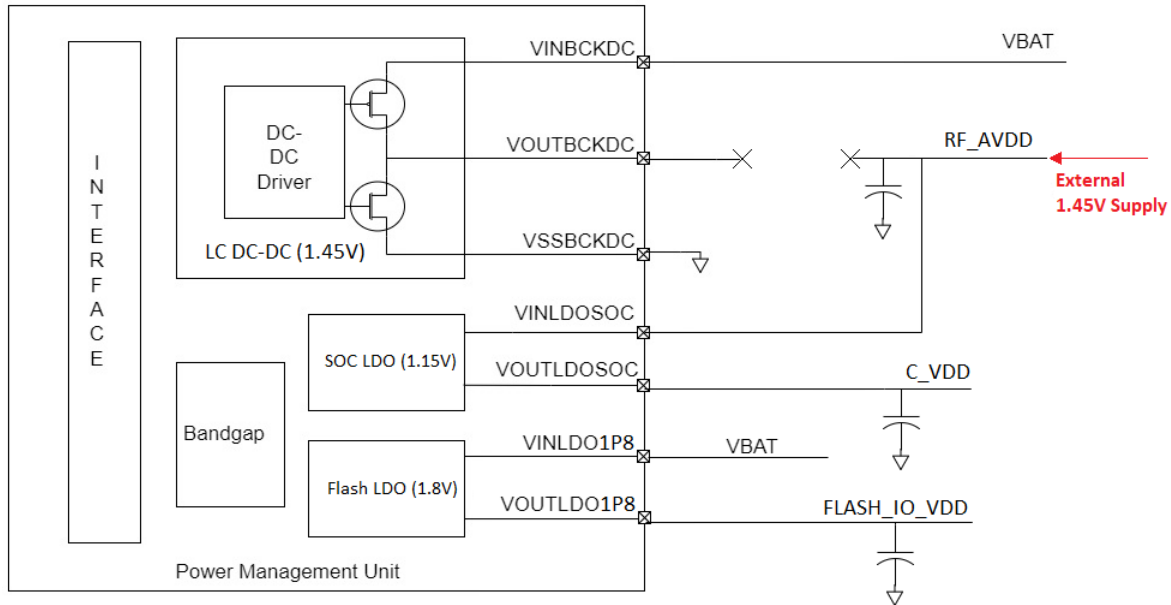 VINBCKDC
VBAT
DC-
DC
Driver
VOUTBCKDC
RF_AVDD
External
1.45V Supply
INTERFACE
VSSBCKDC
LC DC-DC (1.45V)
VINLDOSOC
SOC LDO (1.15V)
VOUTLDOSOC
C_VDD
Bandgap
VINLDO1P8
VBAT
Flash LDO (1.8V)
VOUTLDO1P8
FLASH_IO_VDD
Power Management Unit